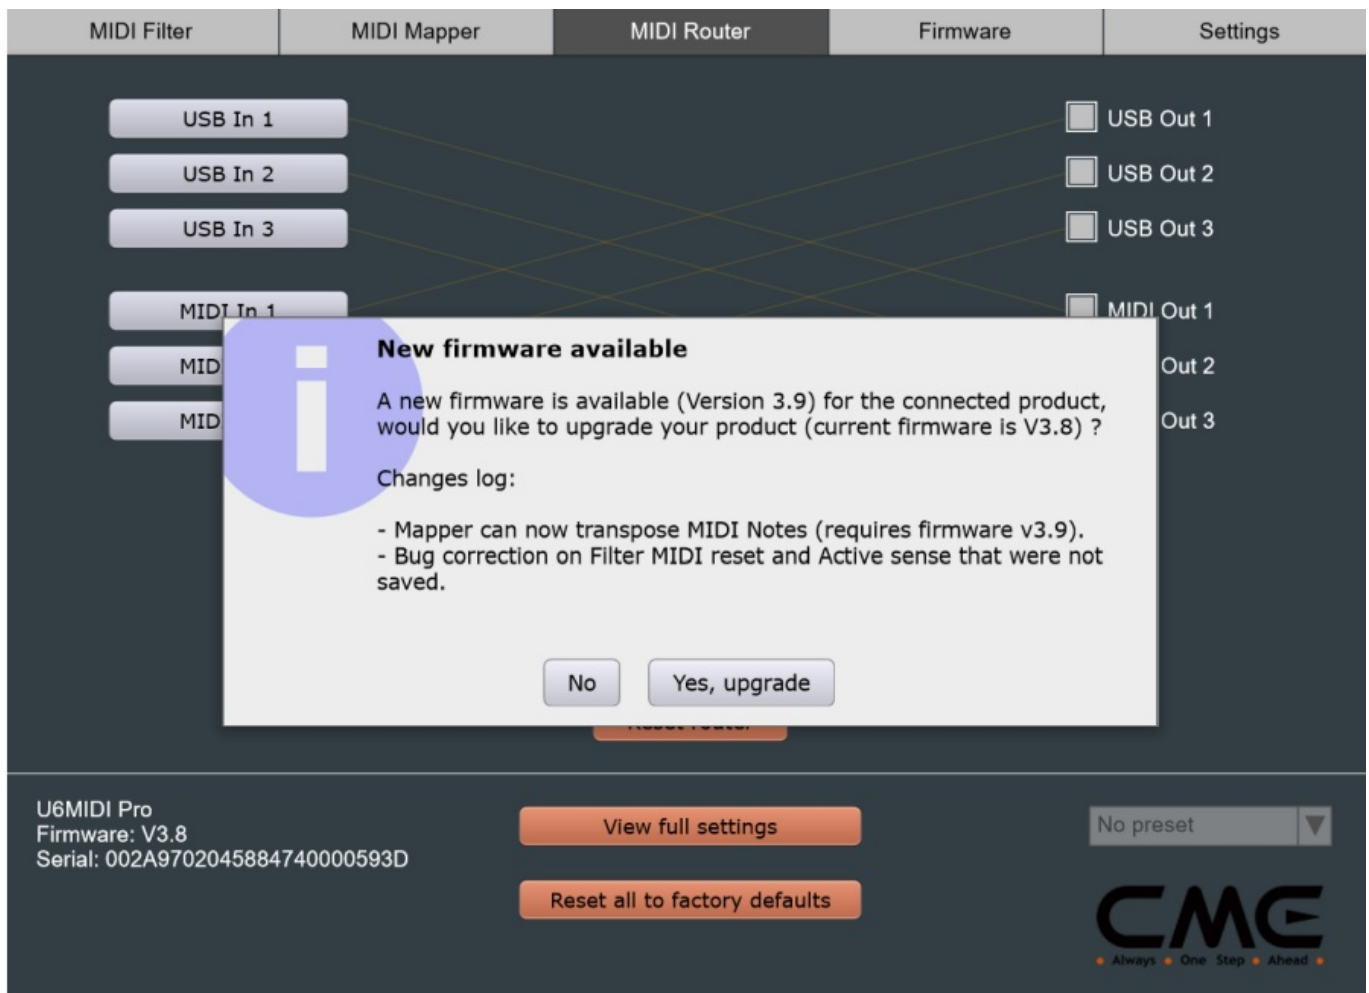 MIDI Filter MIDI Mapper MIDI Router Firmware Settings
USB In 1
USB Out 1
USB In 2
USB Out 2
USB In 3
USB Out 3
MIDI In 1
MIDI Out 1
MID
Out 2
MID
Out 3
New firmware available
A new firmware is available (Version 3.9) for the connected product,
would you like to upgrade your product (current firmware is V3.8) ?
Changes log:
- Mapper can now transpose MIDI Notes (requires firmware v3.9).
- Bug correction on Filter MIDI reset and Active sense that were not
saved.
No
Yes, upgrade
Reset router
U6MIDI Pro
Firmware: V3.8
Serial: 002A9702045884740000593D
View full settings
Reset all to factory defaults
No preset
CME
Always One Step Ahead